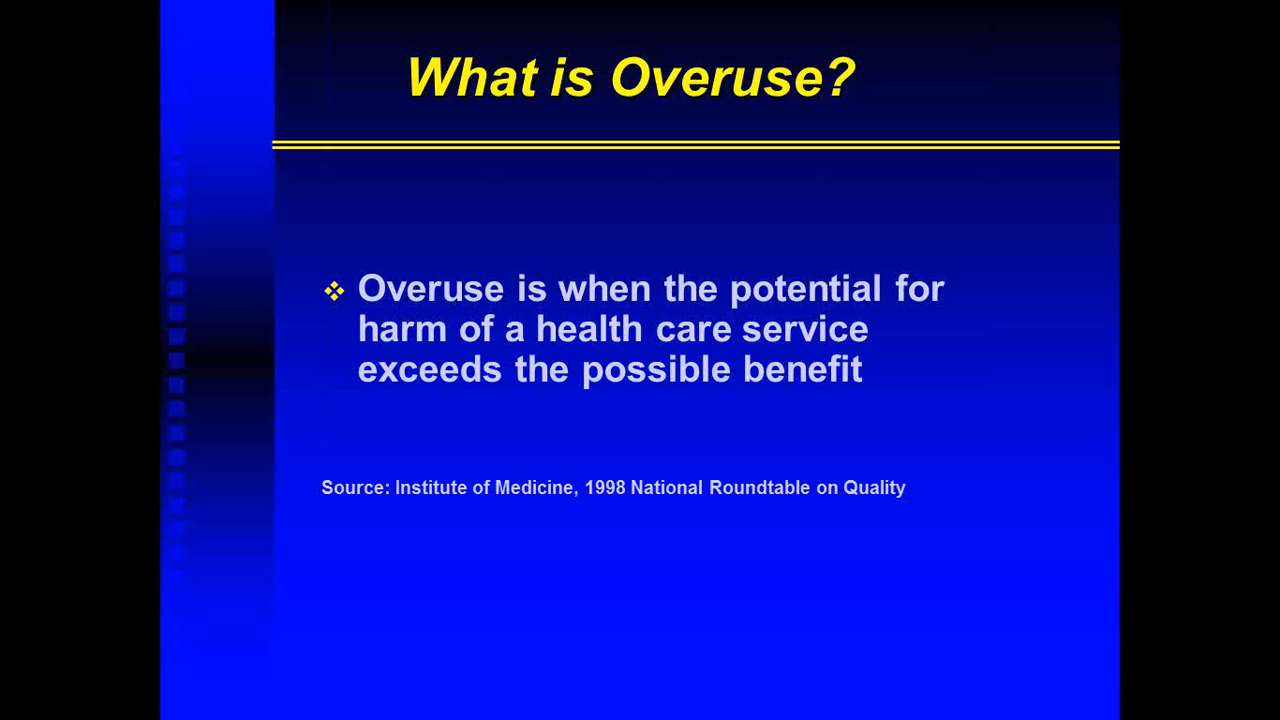 What is Overuse?
Overuse is when the potential for
harm of a health care service
exceeds the possible benefit
Source: Institute of Medicine, 1998 National Roundtable on Quality